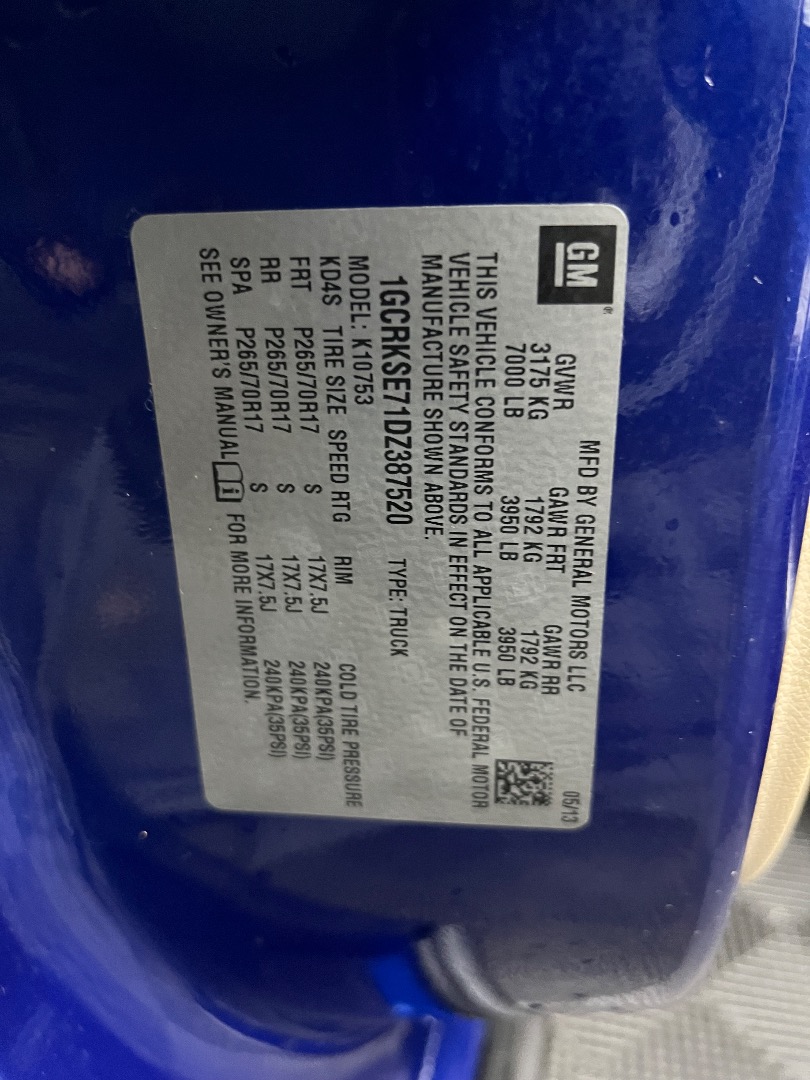 GM
MFD BY GENERAL MOTORS LLC 05/13
GVWR GAWR FRT GAWR RR
3175 KG 1792 KG 1792 KG
7000 LB 3950 LB 3950 LB
THIS VEHICLE CONFORMS TO ALL APPLICABLE U.S. FEDERAL MOTOR
VEHICLE SAFETY STANDARDS IN EFFECT ON THE DATE OF
MANUFACTURE SHOWN ABOVE.
1GCRKSE71DZ387520 TYPE: TRUCK
MODEL: K10753
KD4S TIRE SIZE SPEED RTG RIM COLD TIRE PRESSURE
FRT P265/70R17 S 17X7.5J 240KPA(35PSI)
RR P265/70R17 S 17X7.5J 240KPA(35PSI)
SPA P265/70R17 S 17X7.5J 240KPA(35PSI)
SEE OWNER'S MANUAL FOR MORE INFORMATION.